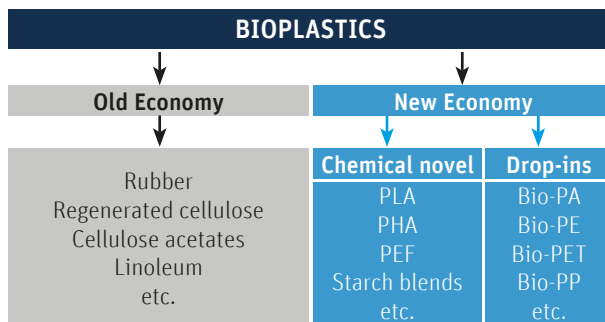 BIOPLASTICS
Old Economy
New Economy
Rubber
Regenerated cellulose
Cellulose acetates
Linoleum
etc.
Chemical novel
PLA
PHA
PEF
Starch blends
etc.
Drop-ins
Bio-PA
Bio-PE
Bio-PET
Bio-PP
etc.